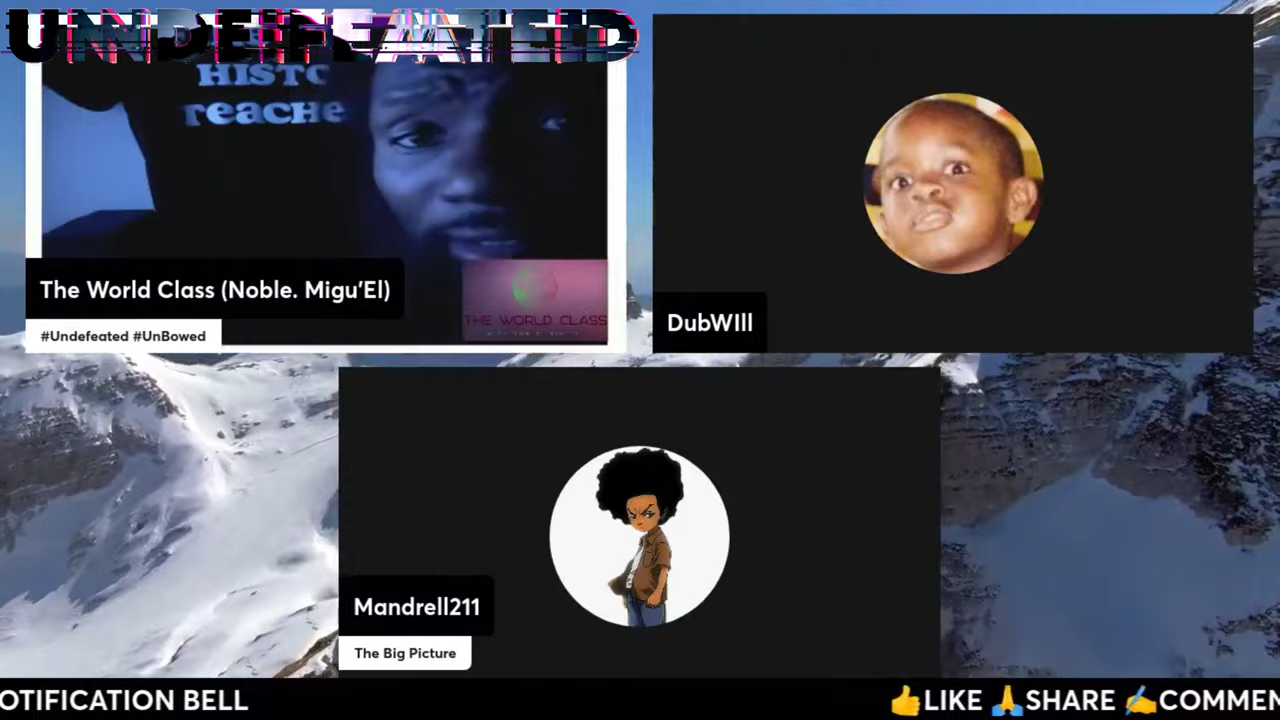 UNDEFEATED
HISTO
TEACHE
The World Class (Noble. Migu'El)
THE WORLD CLASS
#Undefeated #UnBowed
DubWIll
Mandrell211
The Big Picture
OTIFICATION BELL 👍LIKE 🙏SHARE ✍️COMMEN